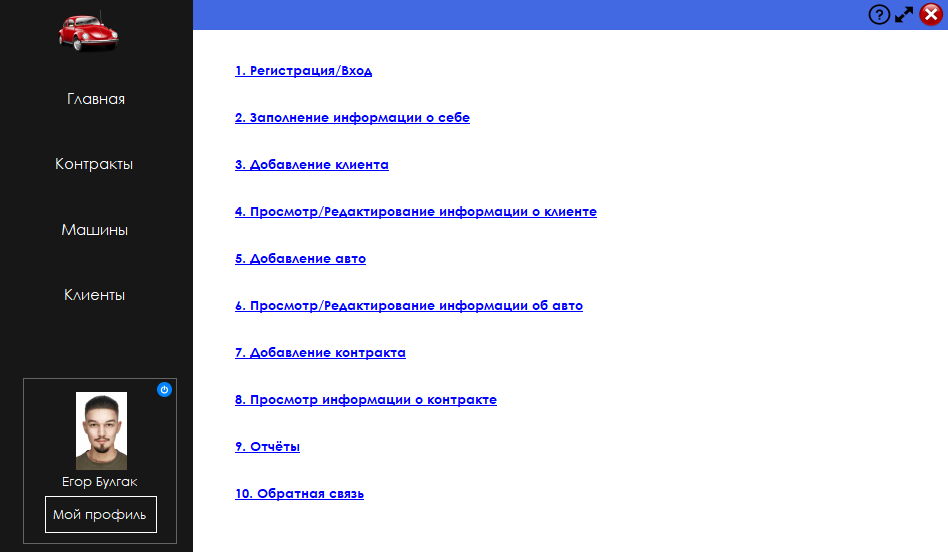 Главная
Контракты
Машины
Клиенты
Егор Булгак
Мой профиль
?
1. Регистрация/Вход
2. Заполнение информации о себе
3. Добавление клиента
4. Просмотр/Редактирование информации о клиенте
5. Добавление авто
6. Просмотр/Редактирование информации об авто
7. Добавление контракта
8. Просмотр информации о контракте
9. Отчёты
10. Обратная связь